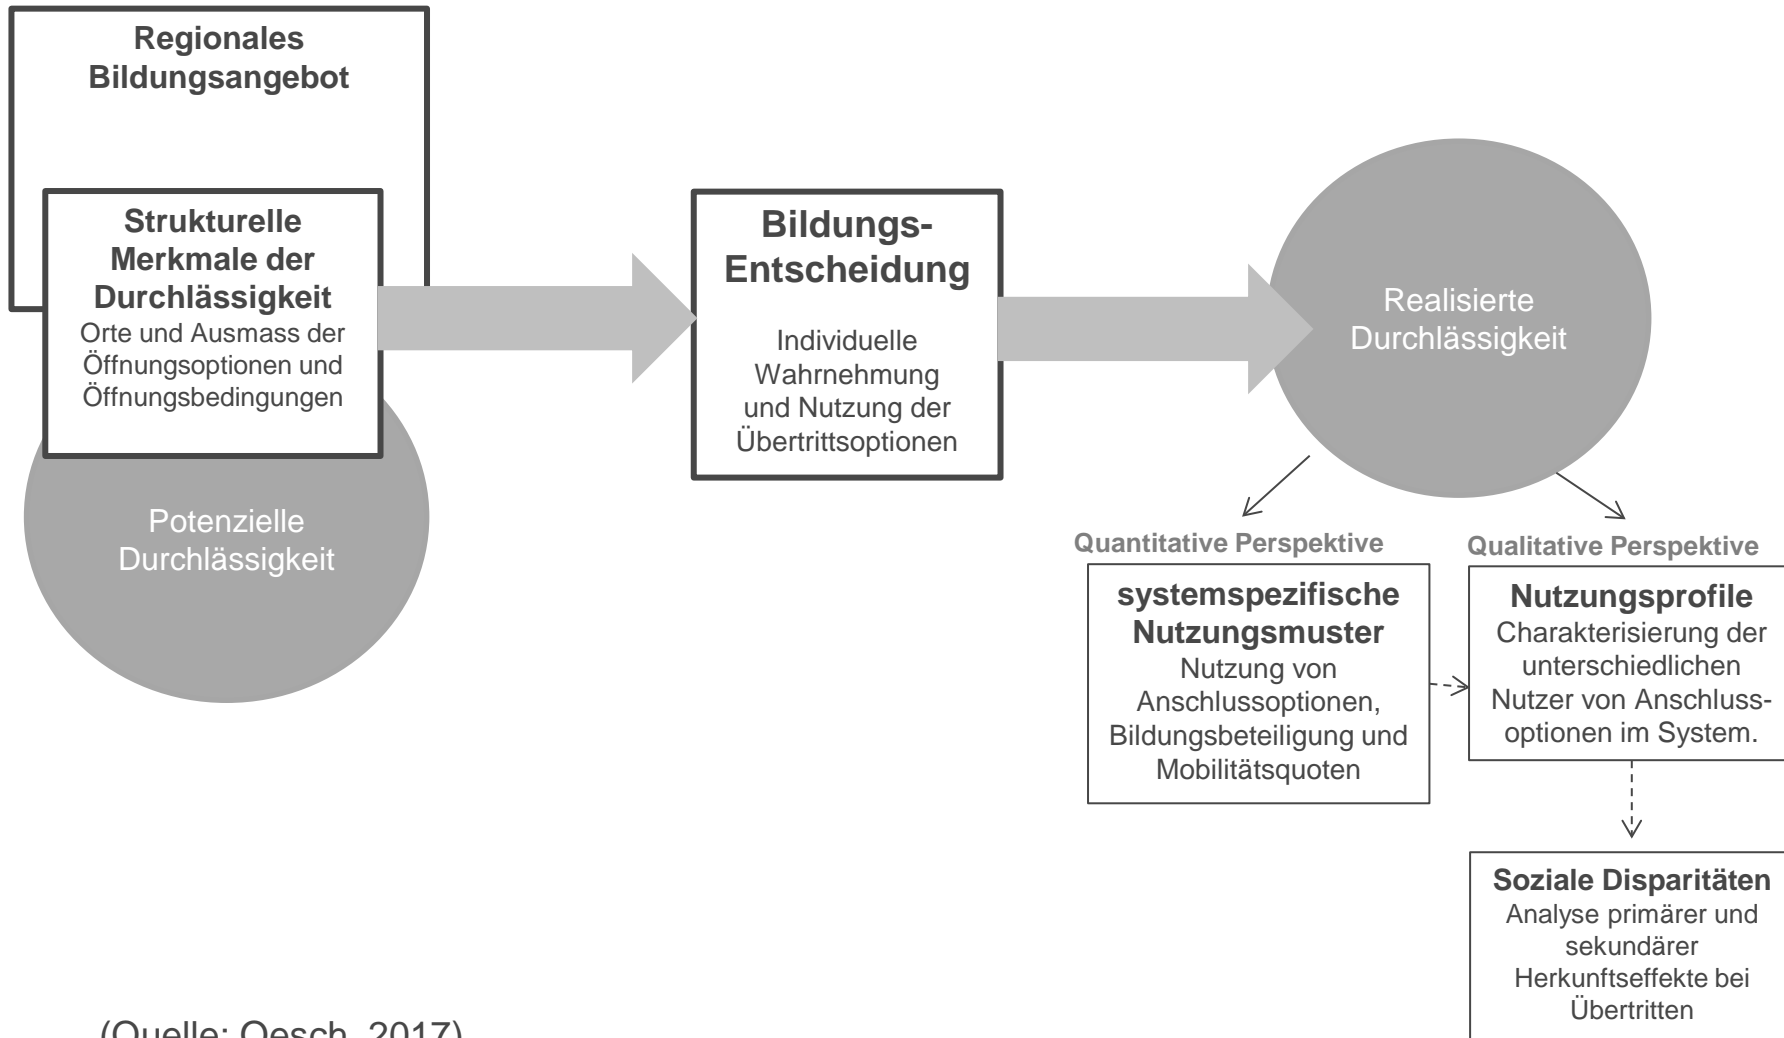 Regionales
Bildungsangebot
Strukturelle
Merkmale der
Durchlässigkeit
Orte und Ausmass der
Öffnungsoptionen und
Öffnungsbedingungen
Potenzielle
Durchlässigkeit
Bildungs-
Entscheidung
Individuelle
Wahrnehmung
und Nutzung der
Übertrittsoptionen
Realisierte
Durchlässigkeit
Quantitative Perspektive
systemspezifische
Nutzungsmuster
Nutzung von
Anschlussoptionen,
Bildungsbeteiligung und
Mobilitätsquoten
Qualitative Perspektive
Nutzungsprofile
Charakterisierung der
unterschiedlichen
Nutzer von Anschluss-
optionen im System.
Soziale Disparitäten
Analyse primärer und
sekundärer
Herkunftseffekte bei
Übertritten
(Quelle: Oesch, 2017)